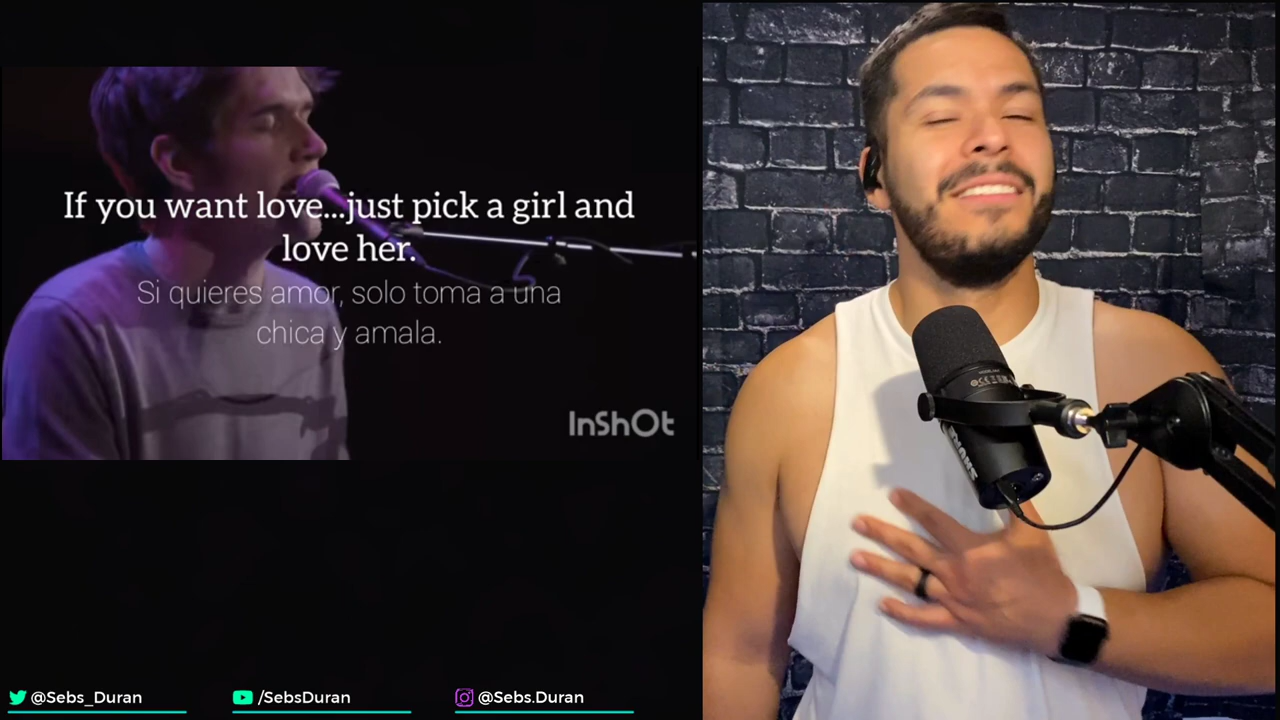 If you want love...just pick a girl and
love her.
Si quieres amor, solo toma a una
chica y amala.
InShOt
@Sebs_Duran
/SebsDuran
@Sebs.Duran